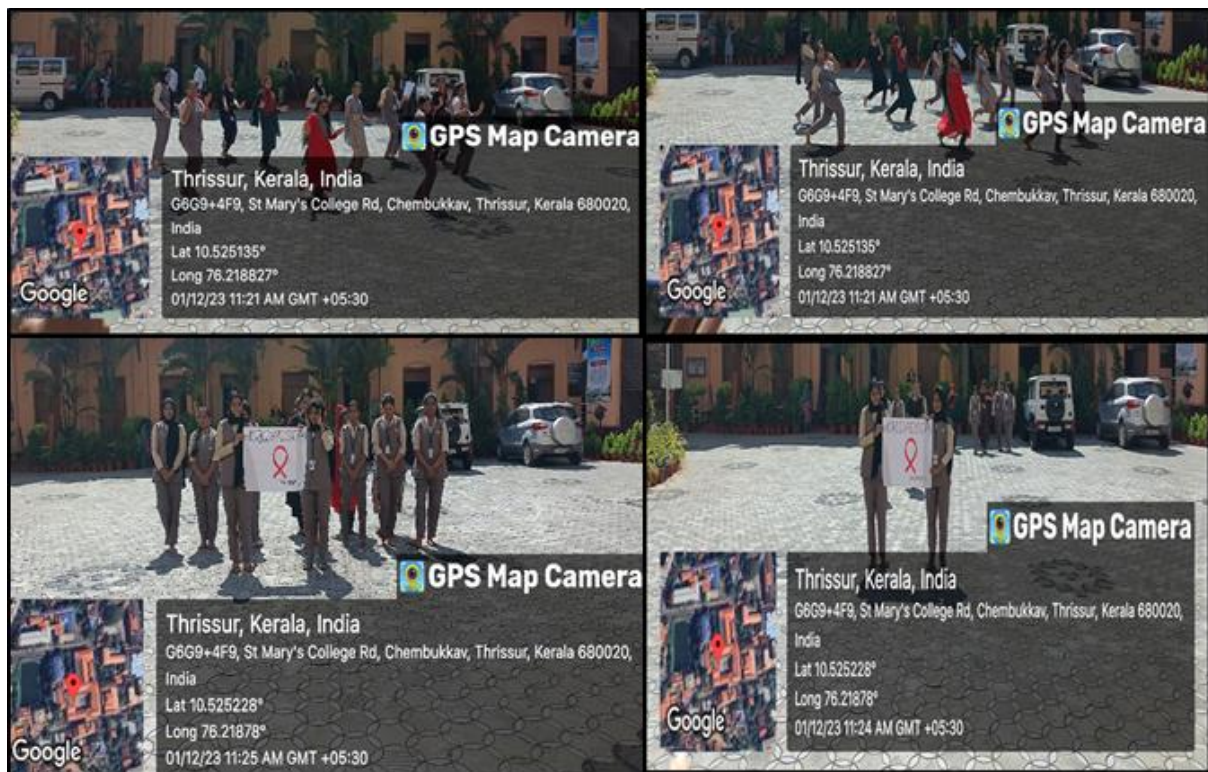 GPS Map Camera
Thrissur, Kerala, India
G6G9+4F9, St Mary's College Rd, Chembukkav, Thrissur, Kerala 680020,
India
Lat 10.525135°
Long 76.218827°
01/12/23 11:21 AM GMT +05:30
Google
GPS Map Camera
Thrissur, Kerala, India
G6G9+4F9, St Mary's College Rd, Chembukkav, Thrissur, Kerala 680020,
India
Lat 10.525135°
Long 76.218827°
01/12/23 11:21 AM GMT +05:30
Google
GPS Map Camera
Thrissur, Kerala, India
G6G9+4F9, St Mary's College Rd, Chembukkav, Thrissur, Kerala 680020,
India
Lat 10.525228°
Long 76.21878°
01/12/23 11:25 AM GMT +05:30
Google
GPS Map Camera
Thrissur, Kerala, India
G6G9+4F9, St Mary's College Rd, Chembukkav, Thrissur, Kerala 680020,
India
Lat 10.525228°
Long 76.21878°
01/12/23 11:24 AM GMT +05:30
Google